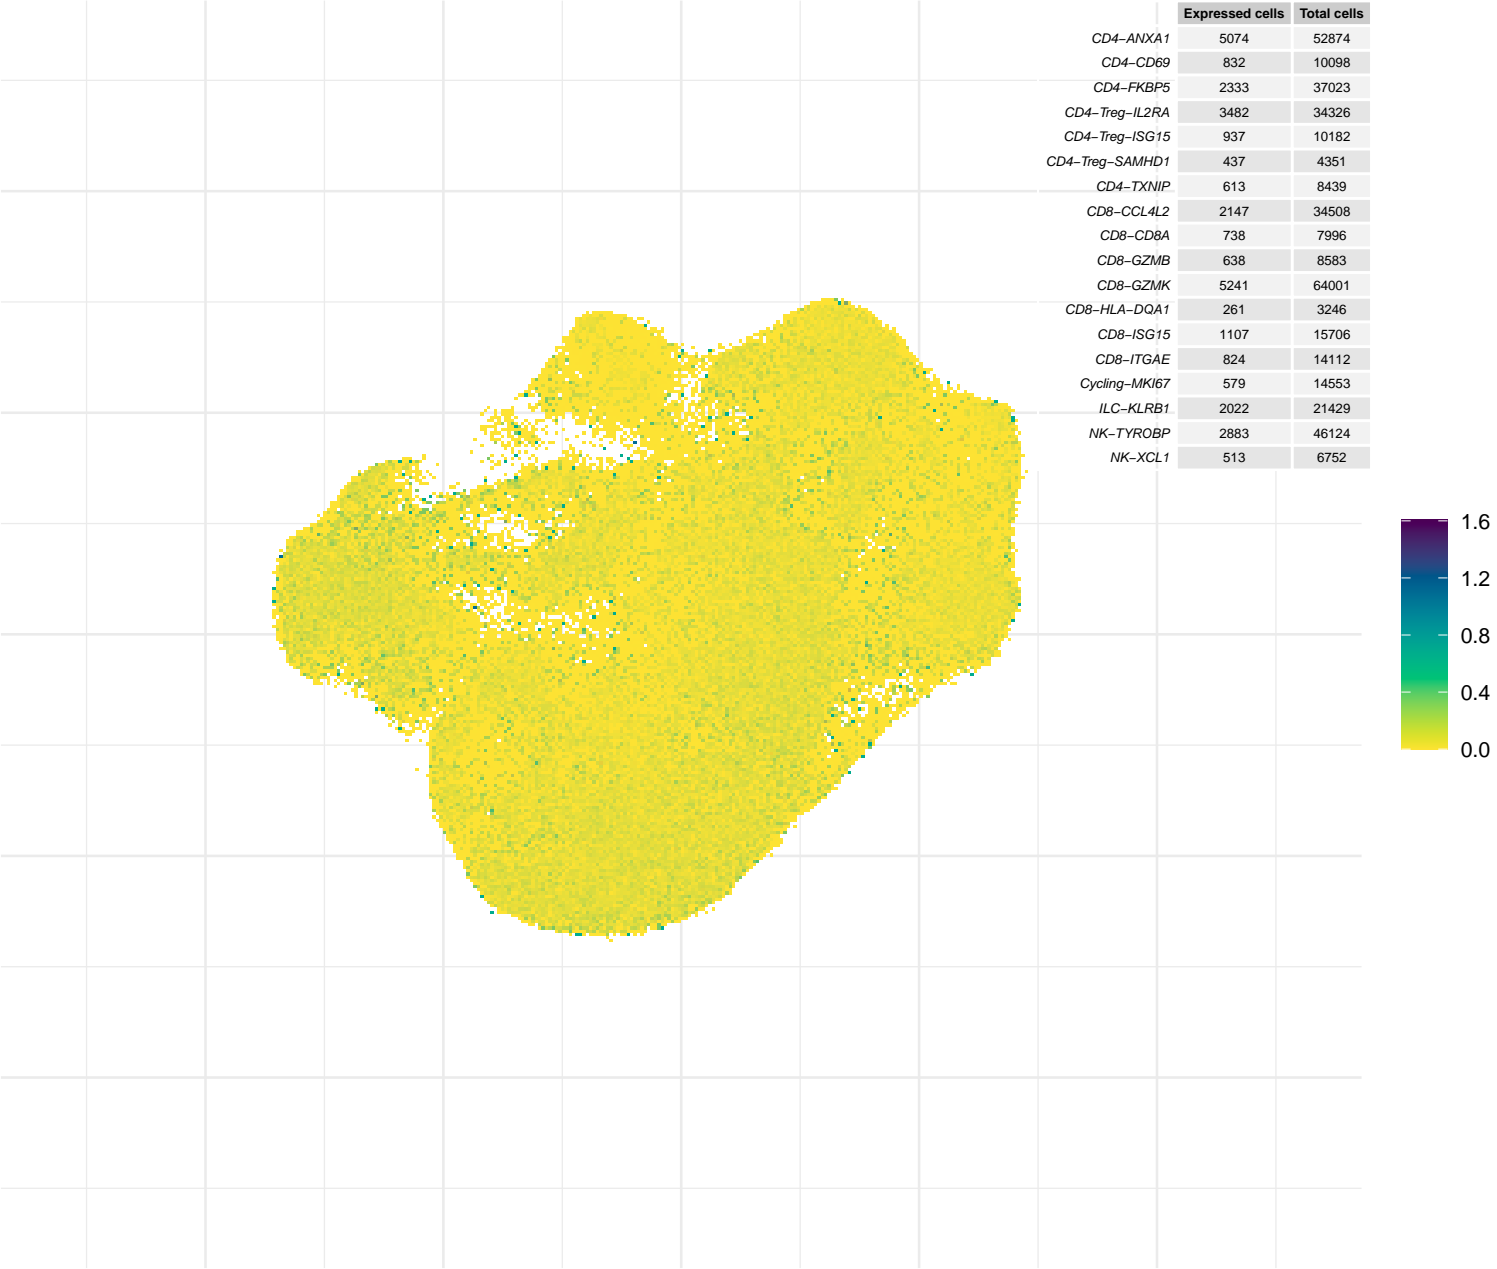 Expressed cells Total cells
CD4−ANXA1 5074 52874
CD4−CD69 832 10098
CD4−FKBP5 2333 37023
CD4−Treg−IL2RA 3482 34326
CD4−Treg−ISG15 937 10182
CD4−Treg−SAMHD1 437 4351
CD4−TXNIP 613 8439
CD8−CCL4L2 2147 34508
CD8−CD8A 738 7996
CD8−GZMB 638 8583
CD8−GZMK 5241 64001
CD8−HLA−DQA1 261 3246
CD8−ISG15 1107 15706
CD8−ITGAE 824 14112
Cycling−MKI67 579 14553
ILC−KLRB1 2022 21429
NK−TYROBP 2883 46124
NK−XCL1 513 6752
1.6
1.2
0.8
0.4
0.0